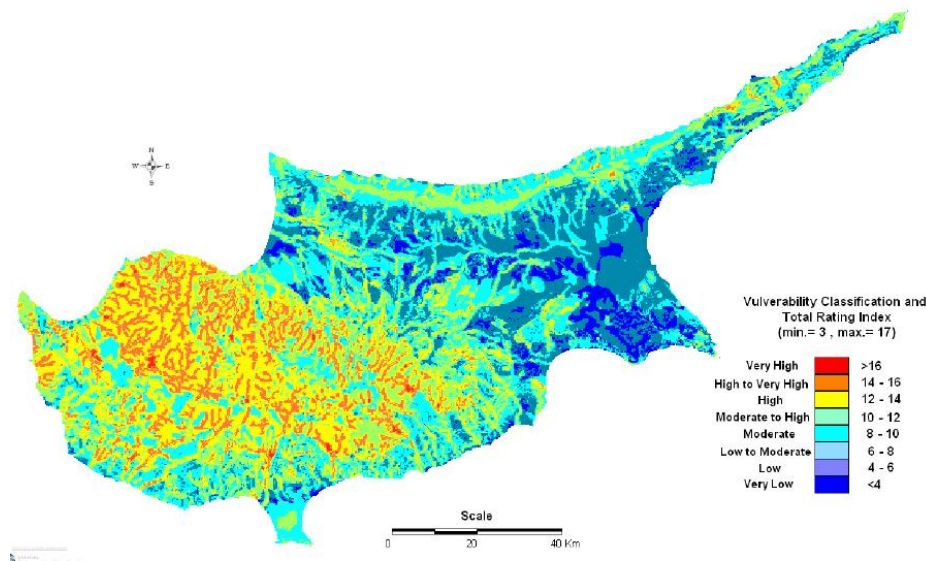 N
W E
S
Vulverability Classification and
Total Rating Index
(min.= 3 , max.= 17)
Very High >16
High to Very High 14 - 16
High 12 - 14
Moderate to High 10 - 12
Moderate 8 - 10
Low to Moderate 6 - 8
Low 4 - 6
Very Low <4
Scale
0 20 40 Km